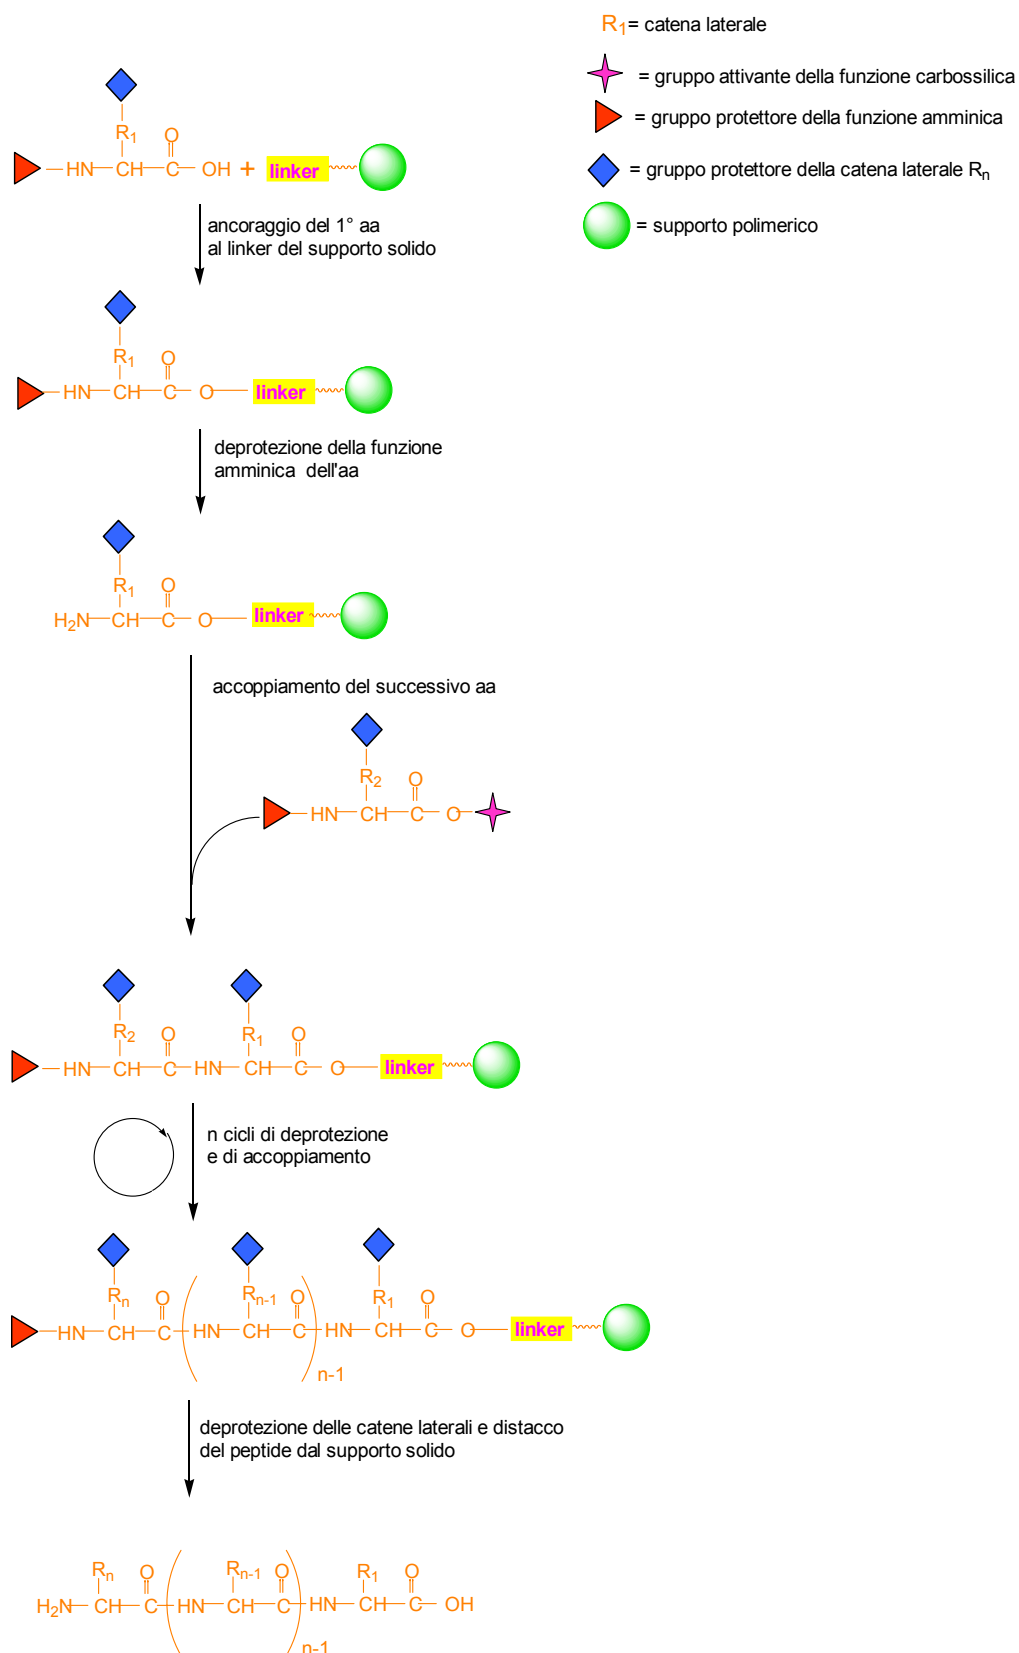 R1= catena laterale
= gruppo attivante della funzione carbossilica
= gruppo protettore della funzione amminica
= gruppo protettore della catena laterale Rn
= supporto polimerico
R1 O
HN CH C OH + linker
ancoraggio del 1° aa
al linker del supporto solido
R1 O
HN CH C O linker
deprotezione della funzione
amminica dell'aa
R1 O
H2N CH C O linker
accoppiamento del successivo aa
R2 O
HN CH C O
R2 O R1 O
HN CH C HN CH C O linker
n cicli di deprotezione
e di accoppiamento
Rn O Rn-1 O R1 O
HN CH C HN CH C HN CH C O linker
n-1
deprotezione delle catene laterali e distacco
del peptide dal supporto solido
Rn O Rn-1 O R1 O
H2N CH C HN CH C HN CH C OH
n-1